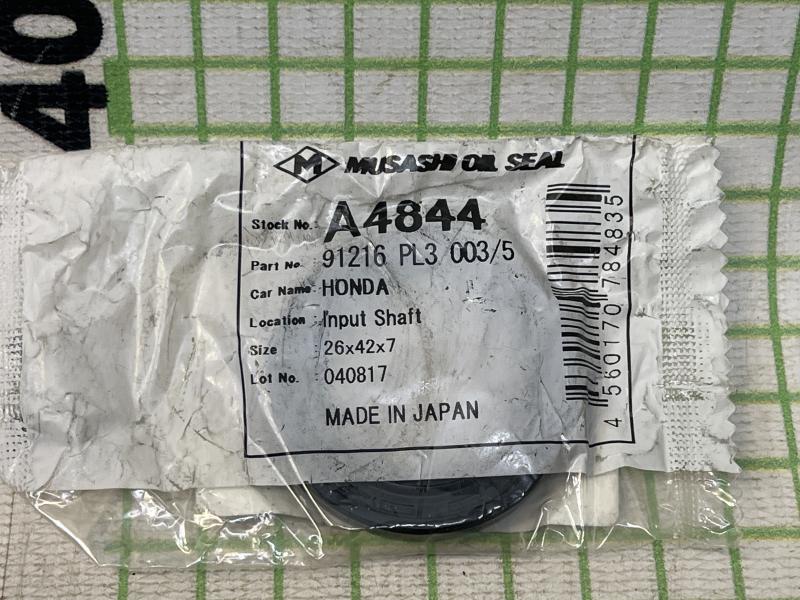 40
M MUSASHI OIL SEAL
Stock No. : A4844
Part No. : 91216 PL3 003/5
Car Name : HONDA
Location : Input Shaft
Size : 26x42x7
Lot No. : 040817
MADE IN JAPAN
4 560170 784835